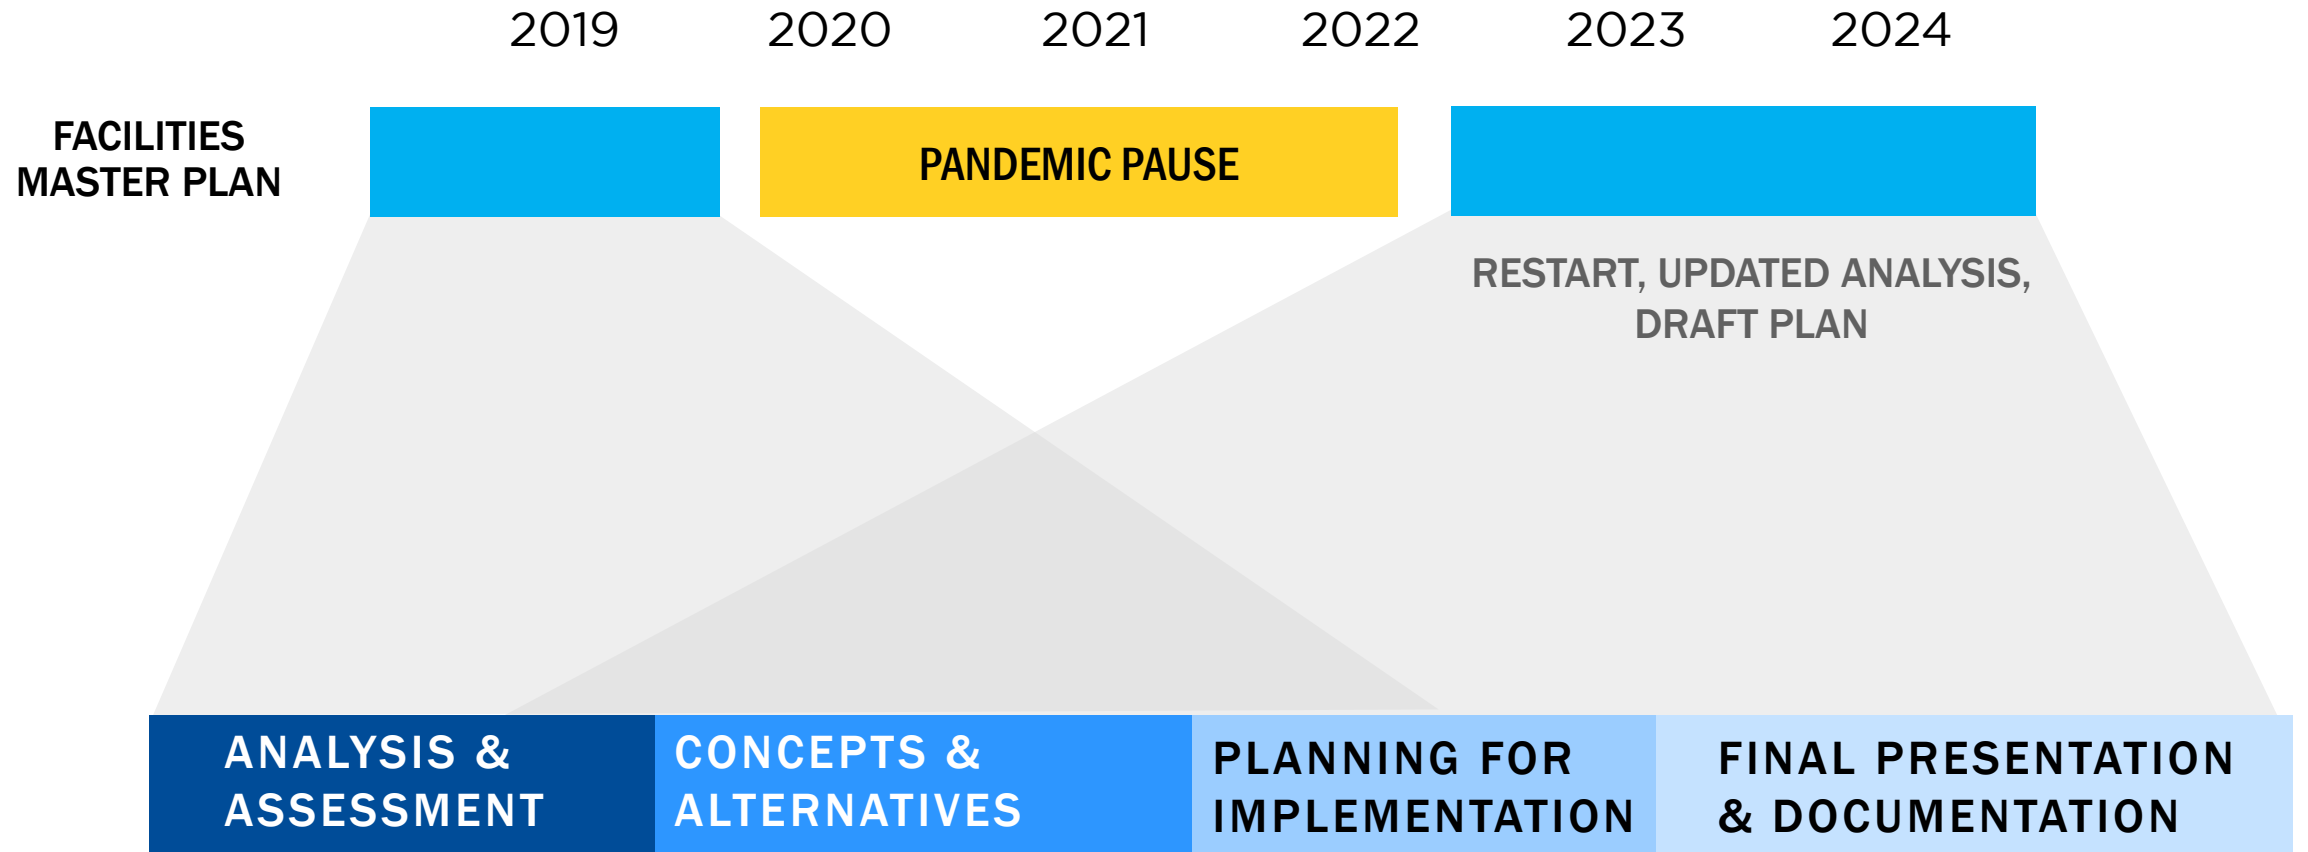 2019 2020 2021 2022 2023 2024
FACILITIES
MASTER PLAN
PANDEMIC PAUSE
RESTART, UPDATED ANALYSIS,
DRAFT PLAN
ANALYSIS &
ASSESSMENT
CONCEPTS &
ALTERNATIVES
PLANNING FOR
IMPLEMENTATION
FINAL PRESENTATION
& DOCUMENTATION